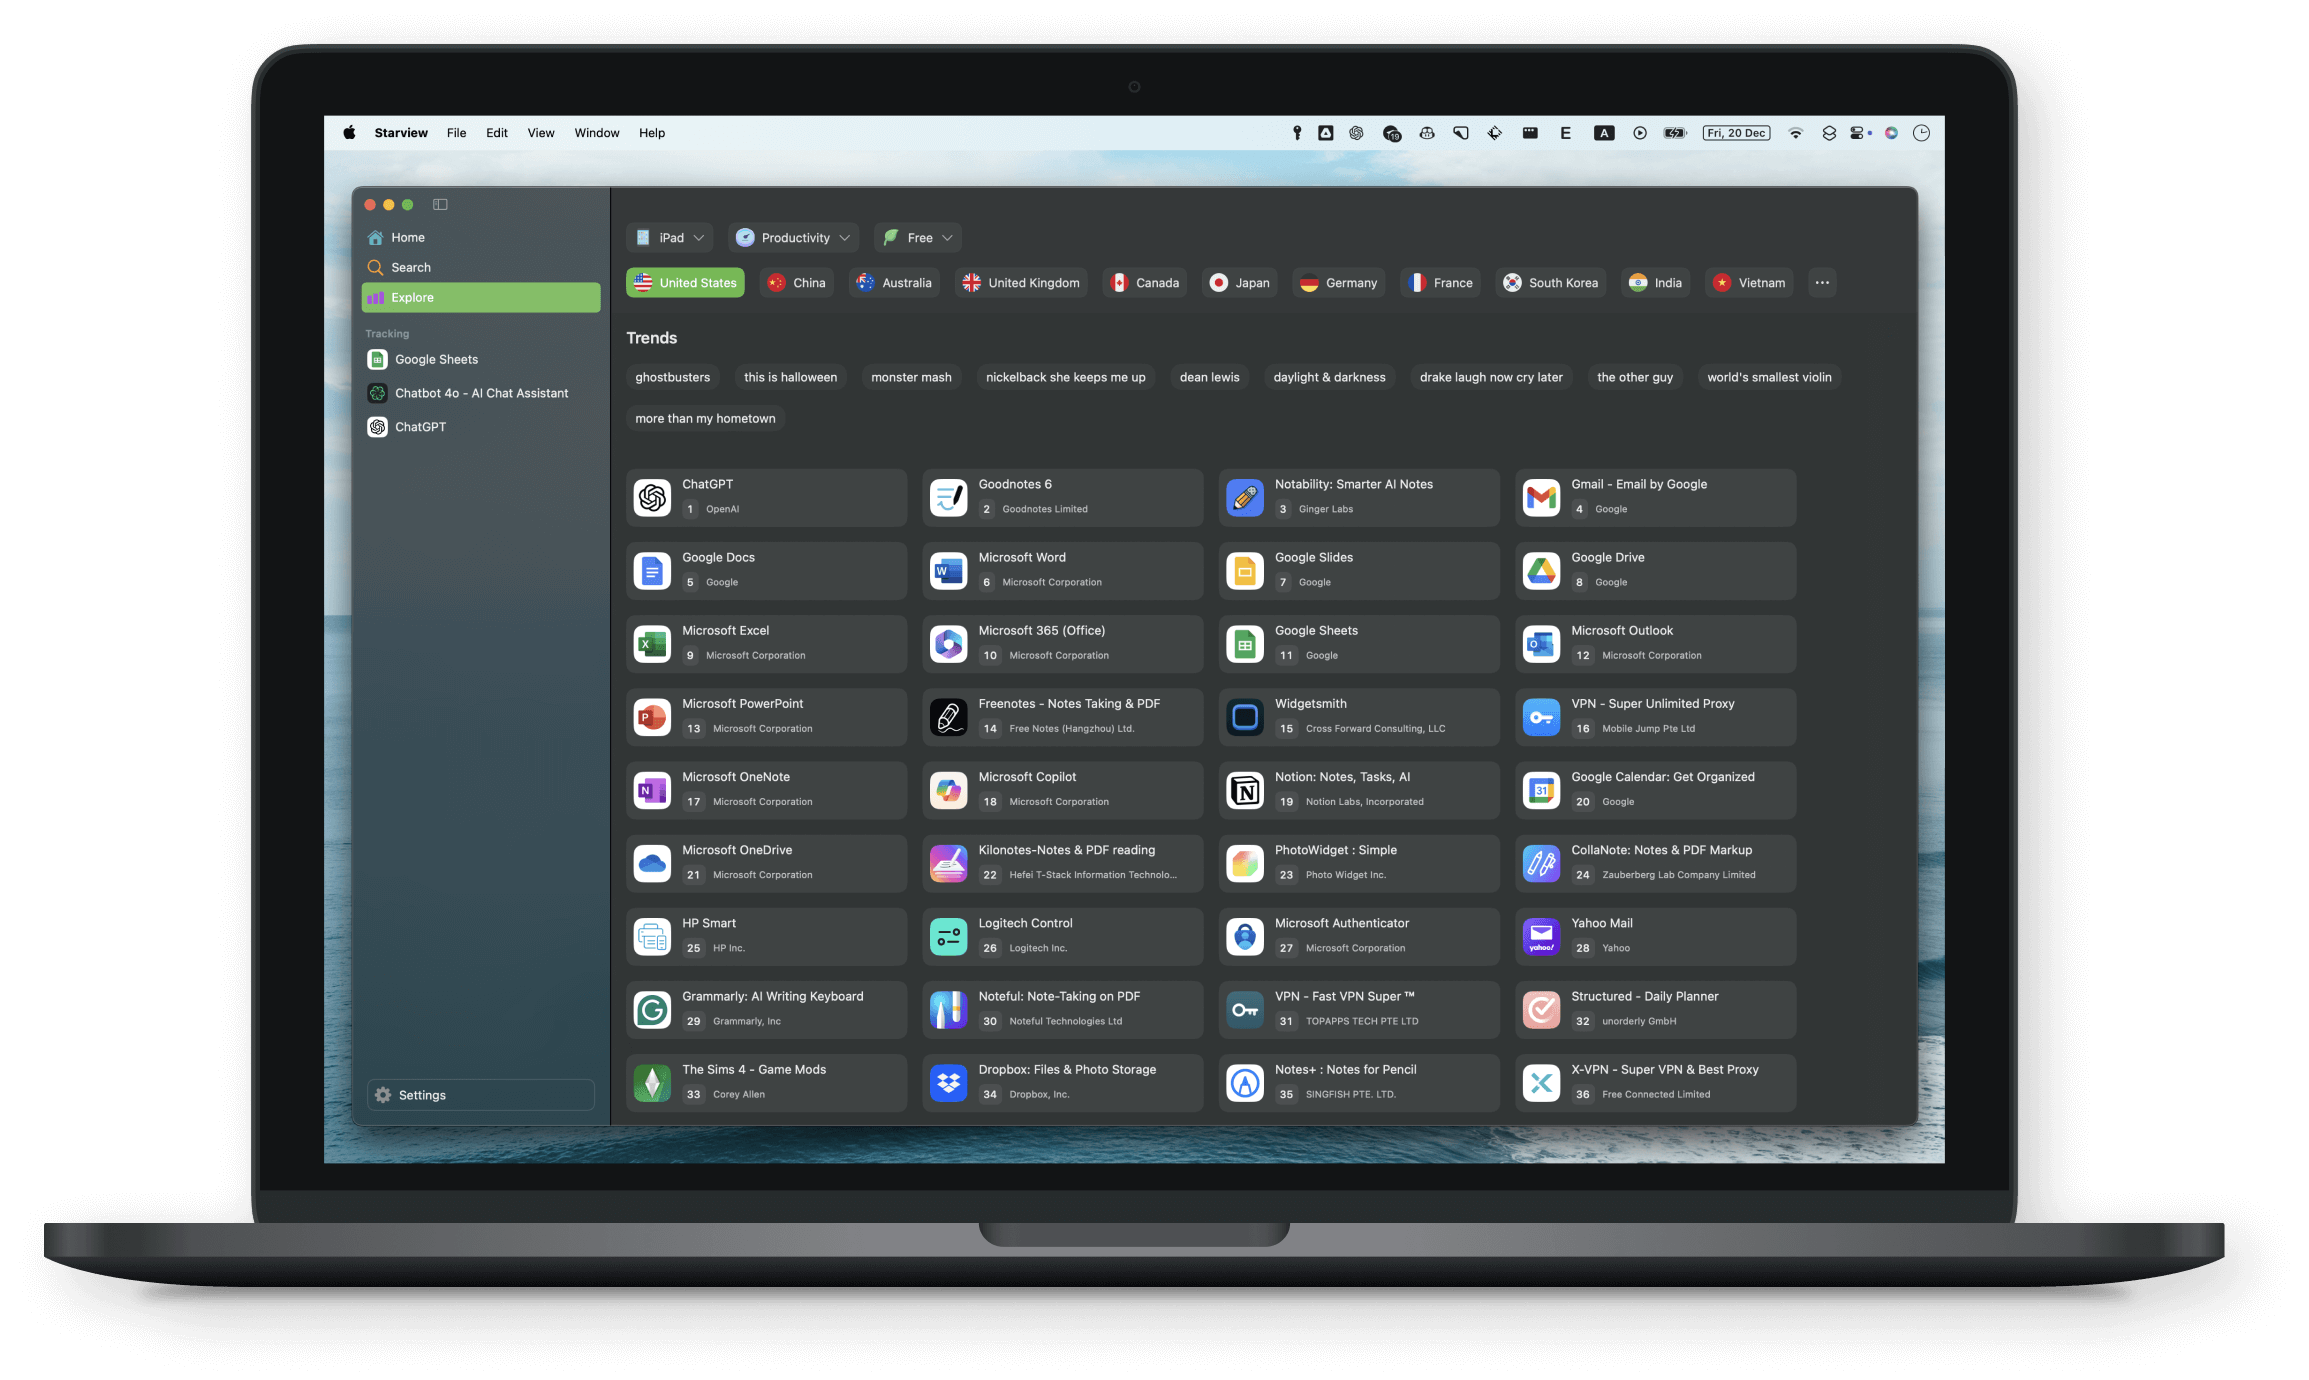 Starview File Edit View Window Help 19 E A Fri, 20 Dec
Home
Search
Explore
Tracking
Google Sheets
Chatbot 4o - AI Chat Assistant
ChatGPT
Settings
iPad Productivity Free
United States China Australia United Kingdom Canada Japan Germany France South Korea India Vietnam ...
Trends
ghostbusters this is halloween monster mash nickelback she keeps me up dean lewis daylight & darkness drake laugh now cry later the other guy world's smallest violin
more than my hometown
ChatGPT
1 OpenAI
Goodnotes 6
2 Goodnotes Limited
Notability: Smarter AI Notes
3 Ginger Labs
Gmail - Email by Google
4 Google
Google Docs
5 Google
Microsoft Word
6 Microsoft Corporation
Google Slides
7 Google
Google Drive
8 Google
Microsoft Excel
9 Microsoft Corporation
Microsoft 365 (Office)
10 Microsoft Corporation
Google Sheets
11 Google
Microsoft Outlook
12 Microsoft Corporation
Microsoft PowerPoint
13 Microsoft Corporation
Freenotes - Notes Taking & PDF
14 Free Notes (Hangzhou) Ltd.
Widgetsmith
15 Cross Forward Consulting, LLC
VPN - Super Unlimited Proxy
16 Mobile Jump Pte Ltd
Microsoft OneNote
17 Microsoft Corporation
Microsoft Copilot
18 Microsoft Corporation
Notion: Notes, Tasks, AI
19 Notion Labs, Incorporated
Google Calendar: Get Organized
20 Google
Microsoft OneDrive
21 Microsoft Corporation
Kilonotes-Notes & PDF reading
22 Hefei T-Stack Information Technolo...
PhotoWidget : Simple
23 Photo Widget Inc.
CollaNote: Notes & PDF Markup
24 Zauberberg Lab Company Limited
HP Smart
25 HP Inc.
Logitech Control
26 Logitech Inc.
Microsoft Authenticator
27 Microsoft Corporation
Yahoo Mail
28 Yahoo
Grammarly: AI Writing Keyboard
29 Grammarly, Inc
Noteful: Note-Taking on PDF
30 Noteful Technologies Ltd
VPN - Fast VPN Super ™
31 TOPAPPS TECH PTE LTD
Structured - Daily Planner
32 unorderly GmbH
The Sims 4 - Game Mods
33 Corey Allen
Dropbox: Files & Photo Storage
34 Dropbox, Inc.
Notes+ : Notes for Pencil
35 SINGFISH PTE. LTD.
X-VPN - Super VPN & Best Proxy
36 Free Connected Limited